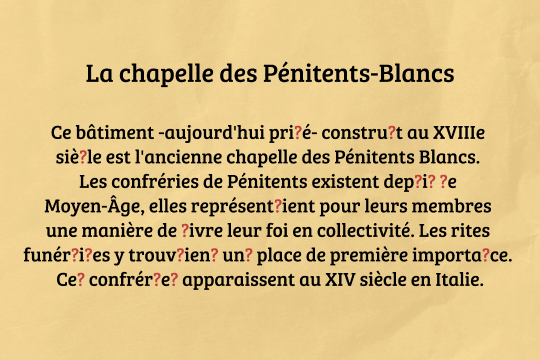 La chapelle des Pénitents-Blancs
Ce bâtiment -aujourd'hui pri?é- constru?t au XVIIIe
siè?le est l'ancienne chapelle des Pénitents Blancs.
Les confréries de Pénitents existent dep?i? ?e
Moyen-Âge, elles représent?ient pour leurs membres
une manière de ?ivre leur foi en collectivité. Les rites
funér?i?es y trouv?ien? un? place de première importa?ce.
Ce? confrér?e? apparaissent au XIV siècle en Italie.